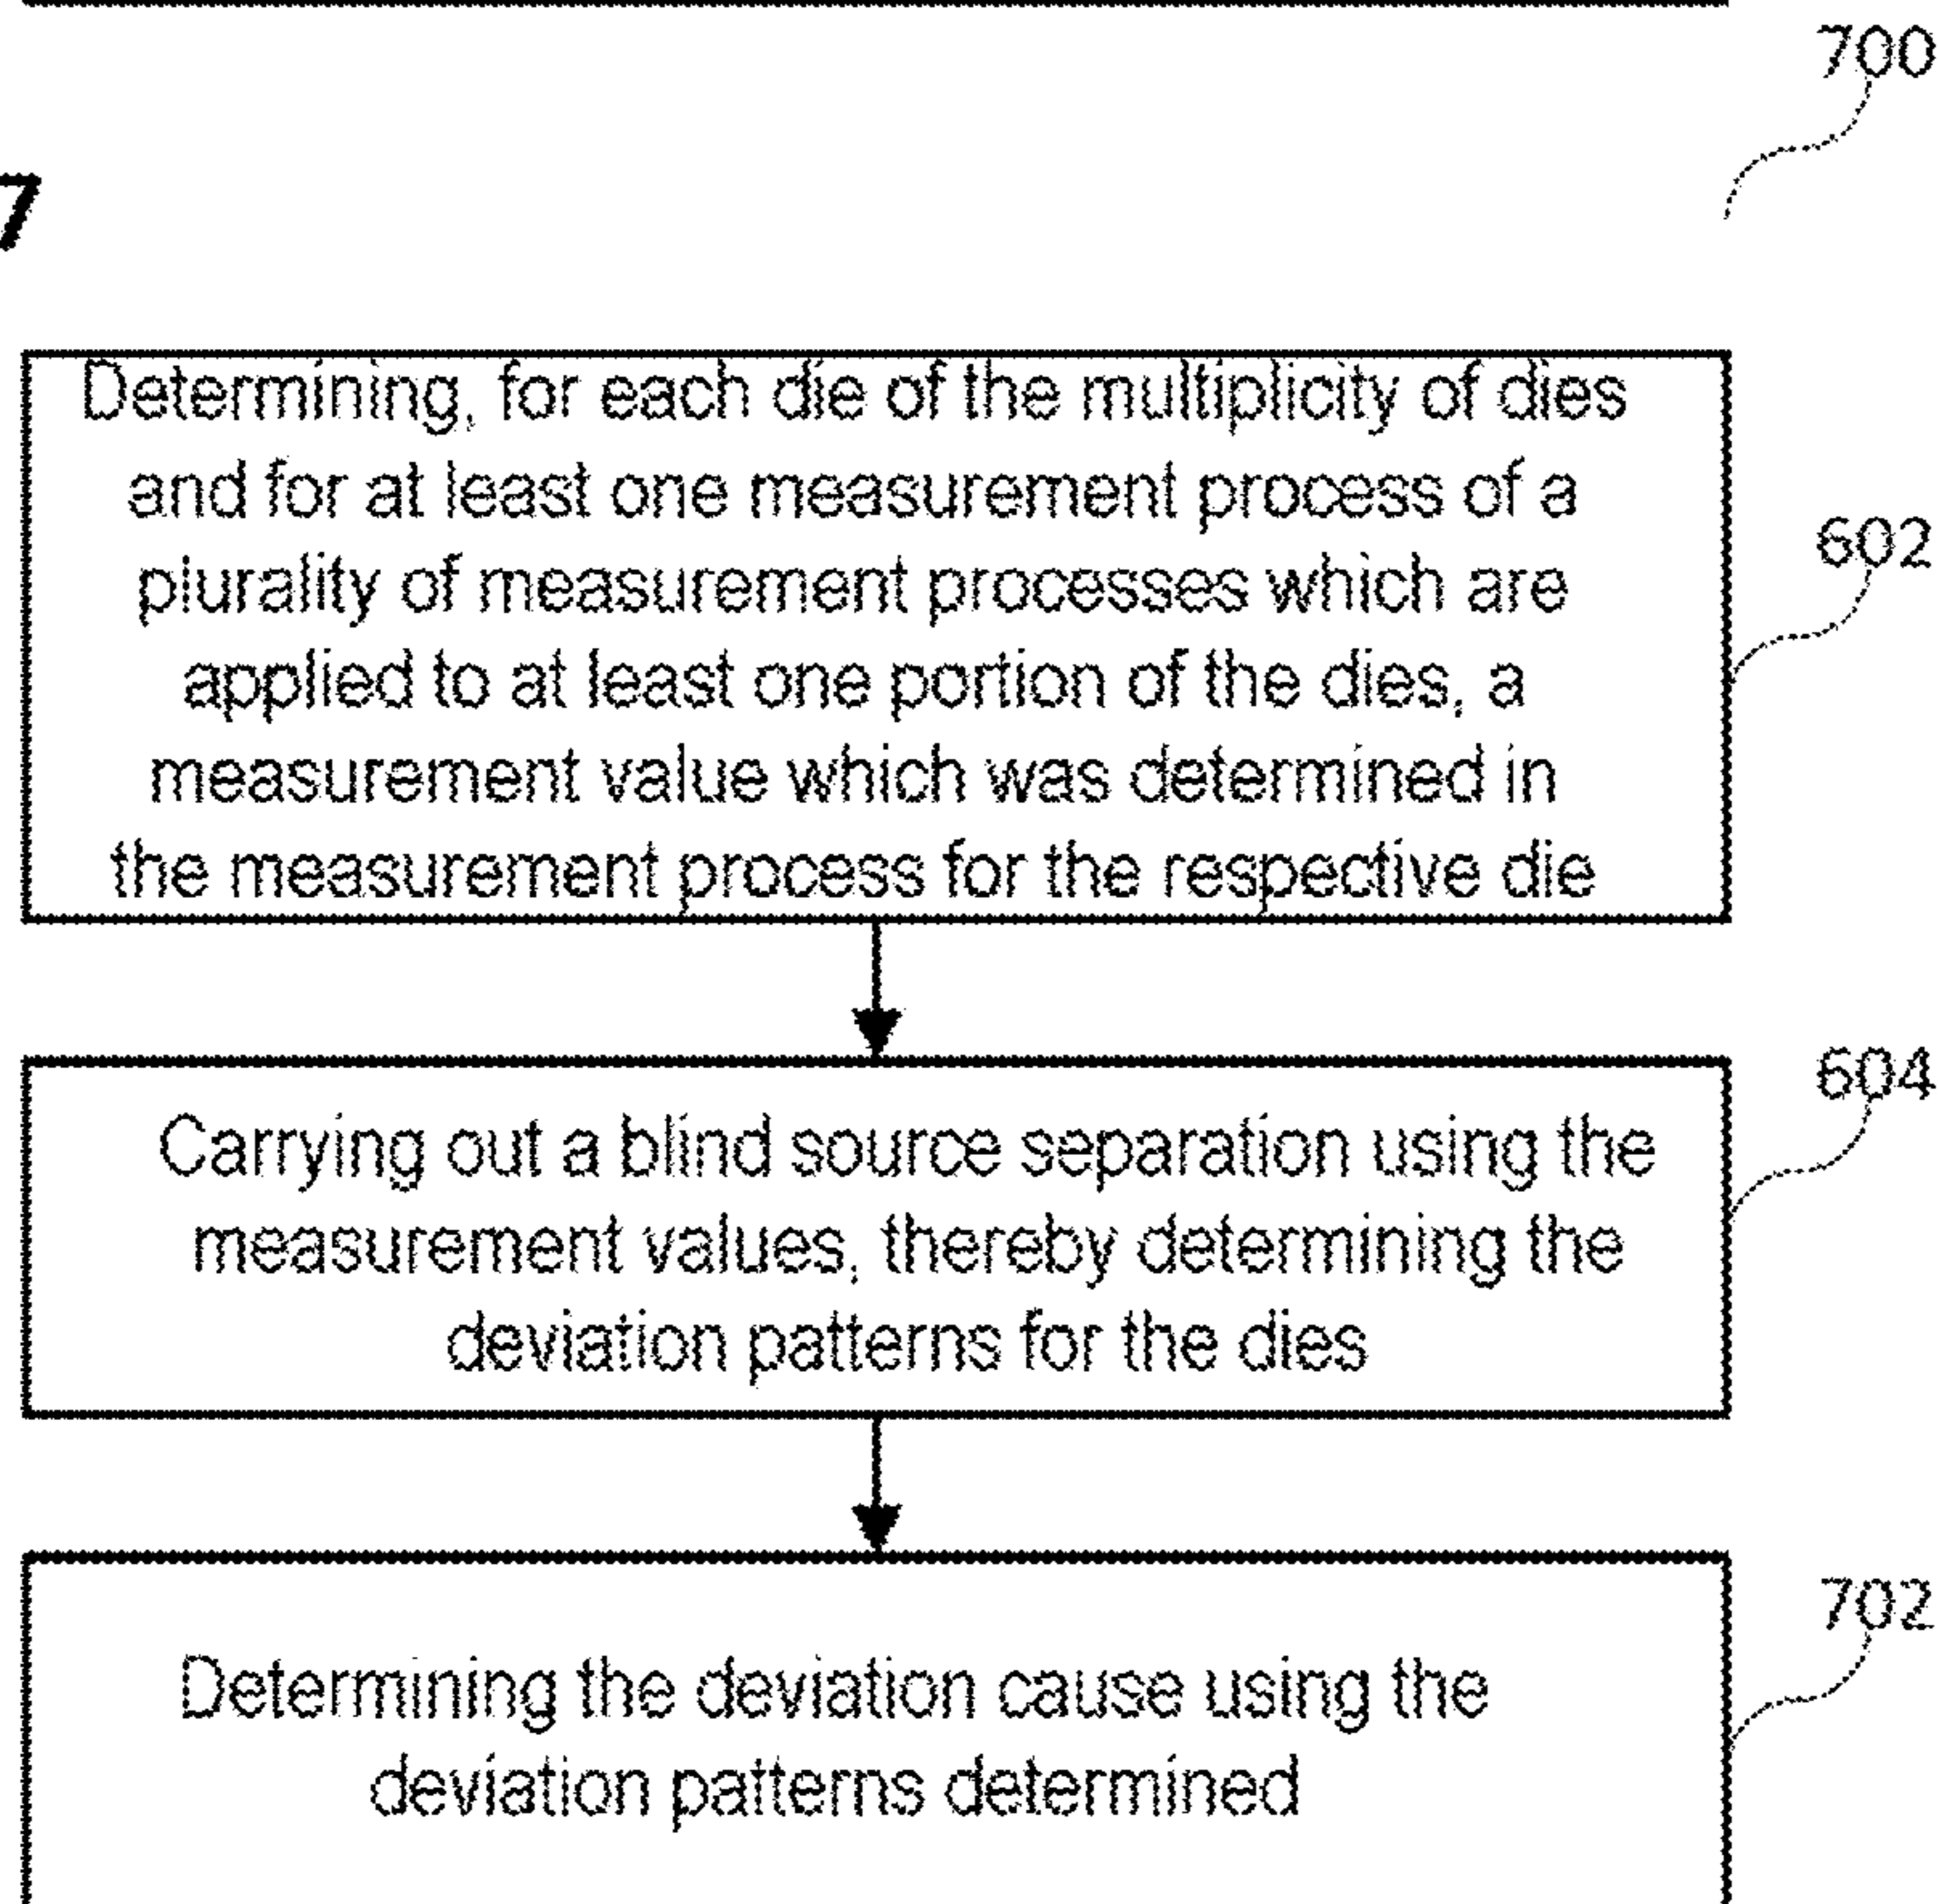 700
7
Determining, for each die of the multiplicity of dies
and for at least one measurement process of a
plurality of measurement processes which are
applied to at least one portion of the dies, a
measurement value which was determined in
the measurement process for the respective die
602
Carrying out a blind source separation using the
measurement values, thereby determining the
deviation patterns for the dies
604
Determining the deviation cause using the
deviation patterns determined
702